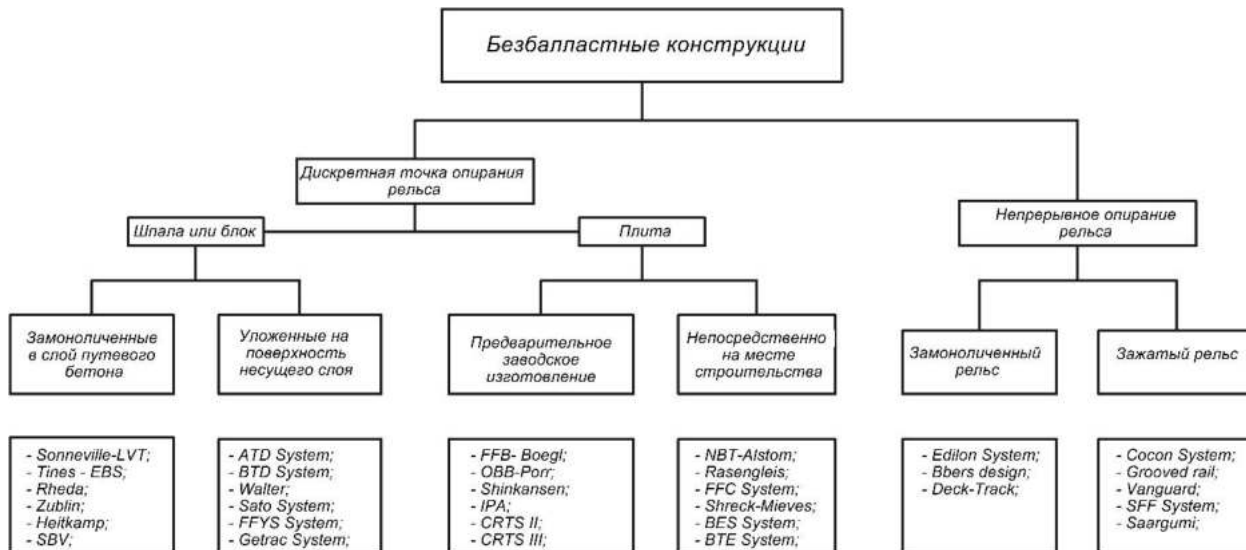 Безбалластные конструкции
Дискретная точка опирания
рельса
Непрерывное опирание
рельса
Шпала или блок
Плита
Замоноличенные
в слой путевого
бетона
Уложенные на
поверхность
несущего слоя
Предварительное
заводское
изготовление
Непосредственно
на месте
строительства
Замоноличенный
рельс
Зажатый рельс
- Sonneville-LVT;
- Tines - EBS;
- Rheda;
- Zublin;
- Heitkamp;
- SBV;
- ATD System;
- BTD System;
- Walter;
- Sato System;
- FFYS System;
- Getrac System;
- FFB- Boegl;
- OBB-Porr;
- Shinkansen;
- IPA;
- CRTS II;
- CRTS III;
- NBT-Alstom;
- Rasengleis;
- FFC System;
- Shreck-Mieves;
- BES System;
- BTE System;
- Edilon System;
- Bbers design;
- Deck-Track;
- Cocon System;
- Grooved rail;
- Vanguard;
- SFF System;
- Saargumi;